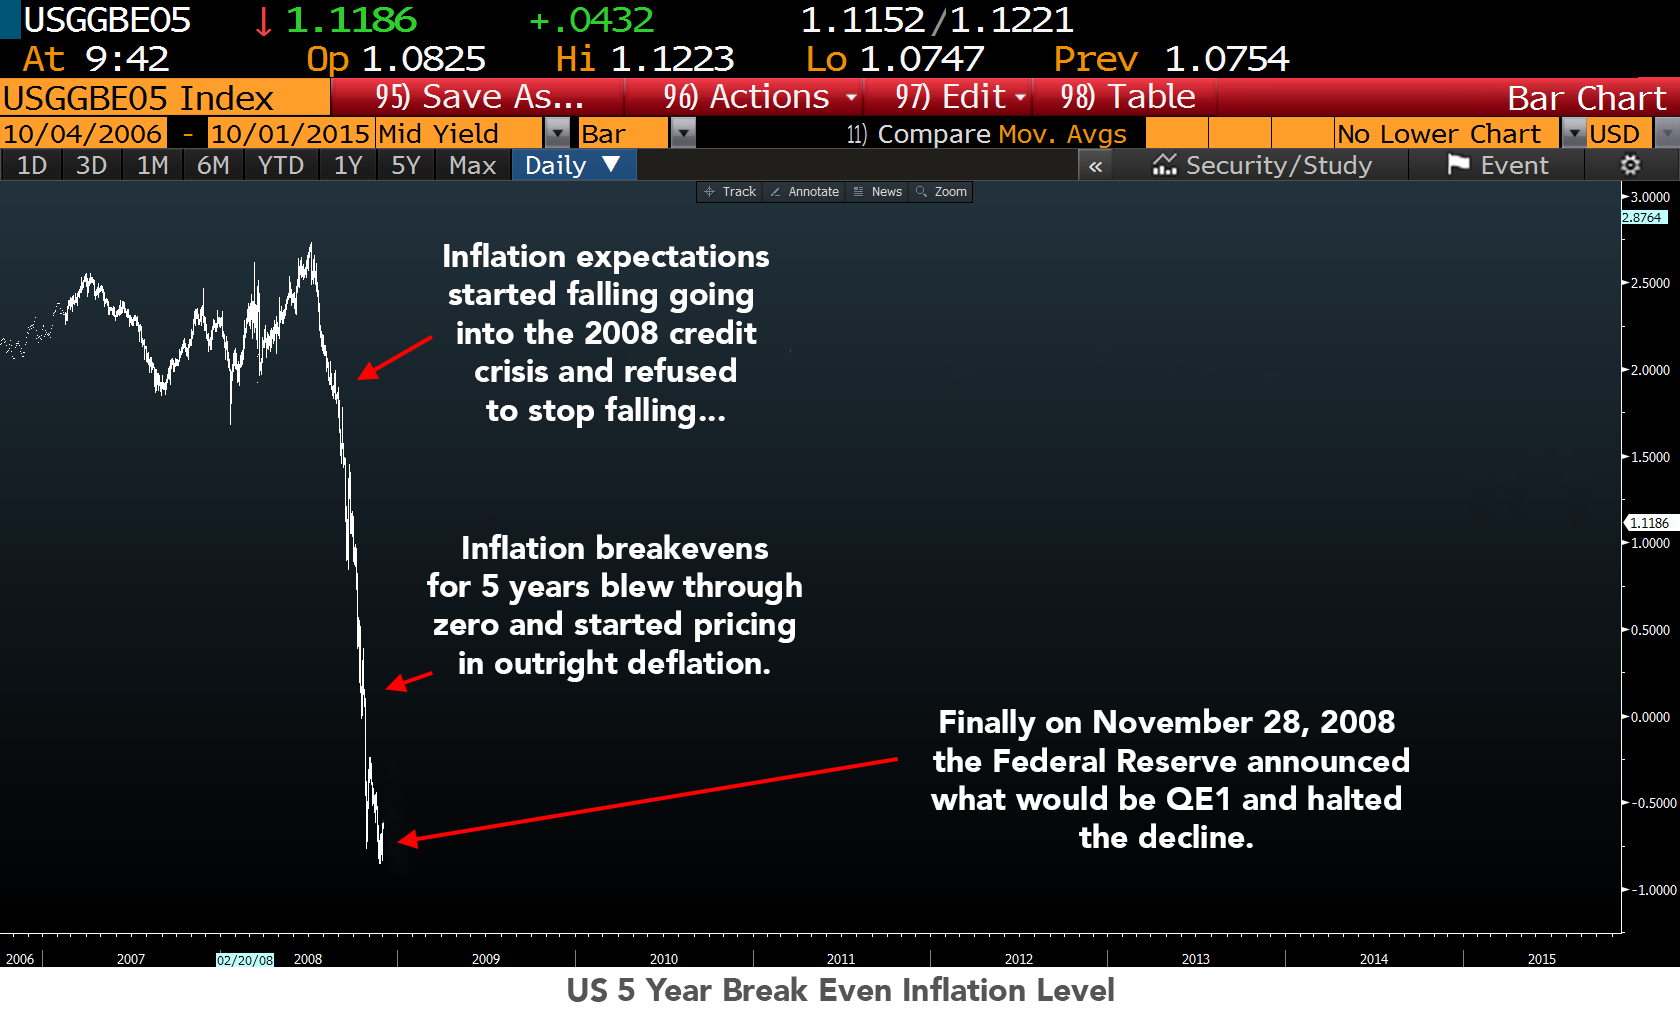 USGGBE05 ↓ 1.1186 +.0432 1.1152/1.1221
At 9:42 Op 1.0825 Hi 1.1223 Lo 1.0747 Prev 1.0754
USGGBE05 Index 95) Save As... 96) Actions 97) Edit 98) Table Bar Chart
10/04/2006 - 10/01/2015 Mid Yield Bar 11) Compare Mov. Avgs No Lower Chart USD
1D 3D 1M 6M YTD 1Y 5Y Max Daily ▼ « Security/Study Event
Track Annotate News Zoom
3.0000
2.8764
2.5000
2.0000
1.5000
1.1186
1.0000
0.5000
0.0000
-0.5000
-1.0000
Inflation expectations
started falling going
into the 2008 credit
crisis and refused
to stop falling...
Inflation breakevens
for 5 years blew through
zero and started pricing
in outright deflation.
Finally on November 28, 2008
the Federal Reserve announced
what would be QE1 and halted
the decline.
2006 2007 02/20/08 2008 2009 2010 2011 2012 2013 2014 2015
US 5 Year Break Even Inflation Level